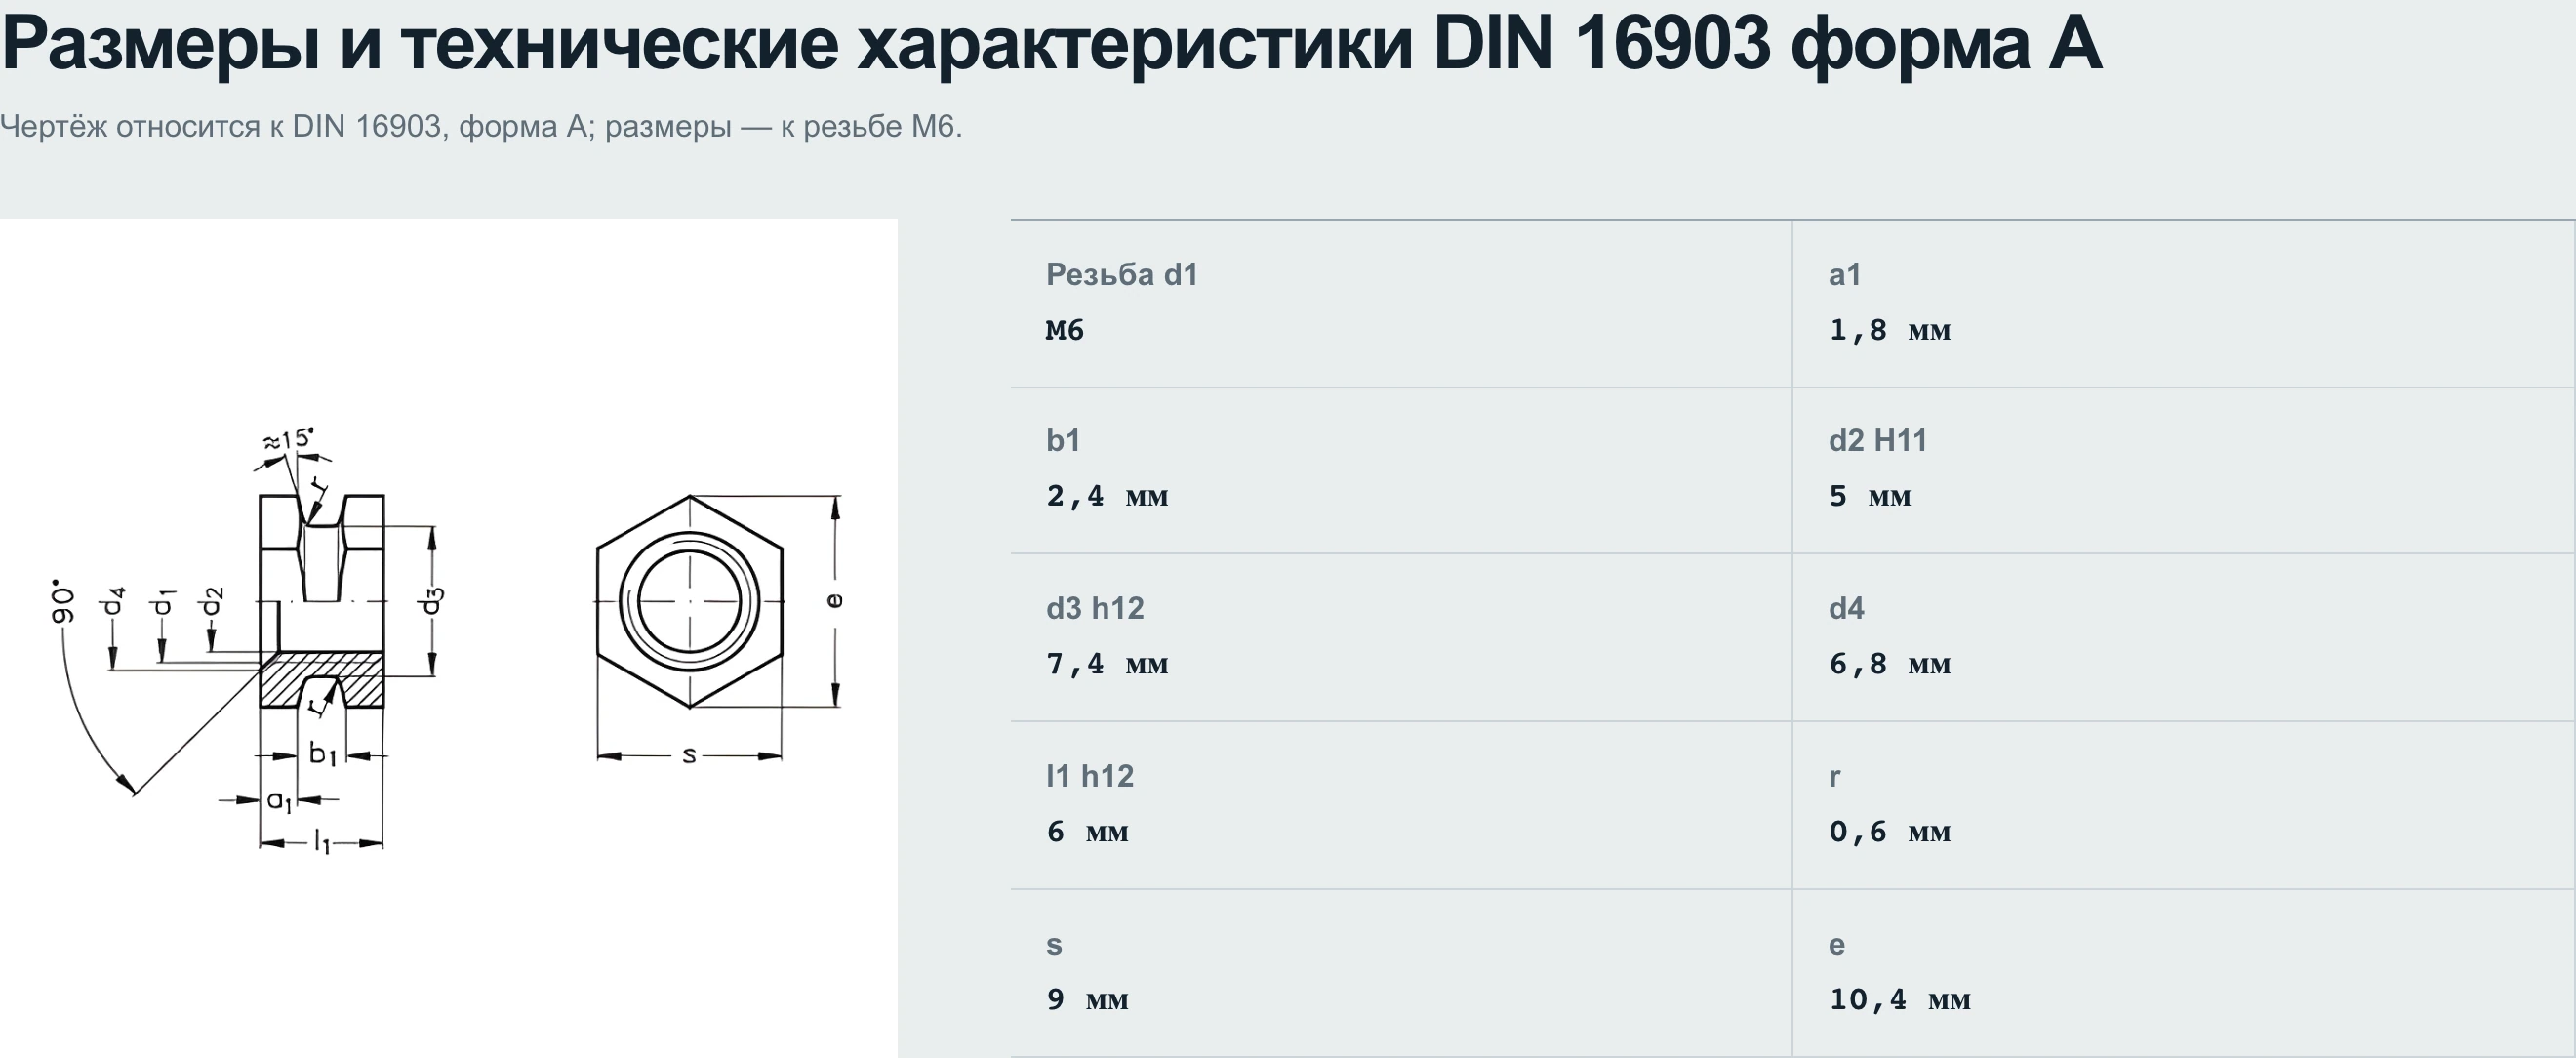 Размеры и технические характеристики DIN 16903 форма A
Чертёж относится к DIN 16903, форма A; размеры — к резьбе M6.
≈15°
r
90°
d4
d1
d2
d3
r
b1
a1
l1
e
s
Резьба d1
M6
a1
1,8 мм
b1
2,4 мм
d2 H11
5 мм
d3 h12
7,4 мм
d4
6,8 мм
l1 h12
6 мм
r
0,6 мм
s
9 мм
e
10,4 мм